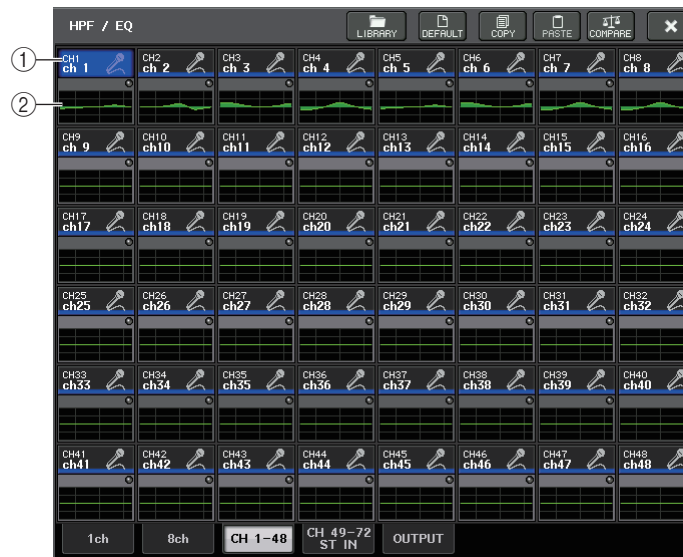 HPF / EQ
LIBRARY
DEFAULT
COPY
PASTE
COMPARE
1
2
CH1 CH2 CH3 CH4 CH5 CH6 CH7 CH8
ch 1 ch 2 ch 3 ch 4 ch 5 ch 6 ch 7 ch 8
CH9 CH10 CH11 CH12 CH13 CH14 CH15 CH16
ch 9 ch10 ch11 ch12 ch13 ch14 ch15 ch16
CH17 CH18 CH19 CH20 CH21 CH22 CH23 CH24
ch17 ch18 ch19 ch20 ch21 ch22 ch23 ch24
CH25 CH26 CH27 CH28 CH29 CH30 CH31 CH32
ch25 ch26 ch27 ch28 ch29 ch30 ch31 ch32
CH33 CH34 CH35 CH36 CH37 CH38 CH39 CH40
ch33 ch34 ch35 ch36 ch37 ch38 ch39 ch40
CH41 CH42 CH43 CH44 CH45 CH46 CH47 CH48
ch41 ch42 ch43 ch44 ch45 ch46 ch47 ch48
1ch
8ch
CH 1-48
CH 49-72
ST IN
OUTPUT